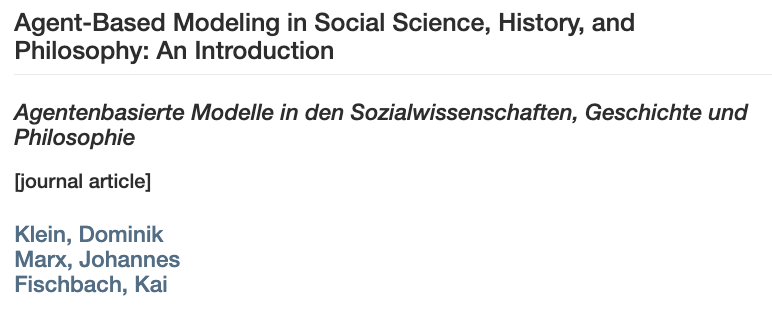 Agent-Based Modeling in Social Science, History, and
Philosophy: An Introduction
Agentenbasierte Modelle in den Sozialwissenschaften, Geschichte und
Philosophie
[journal article]
Klein, Dominik
Marx, Johannes
Fischbach, Kai